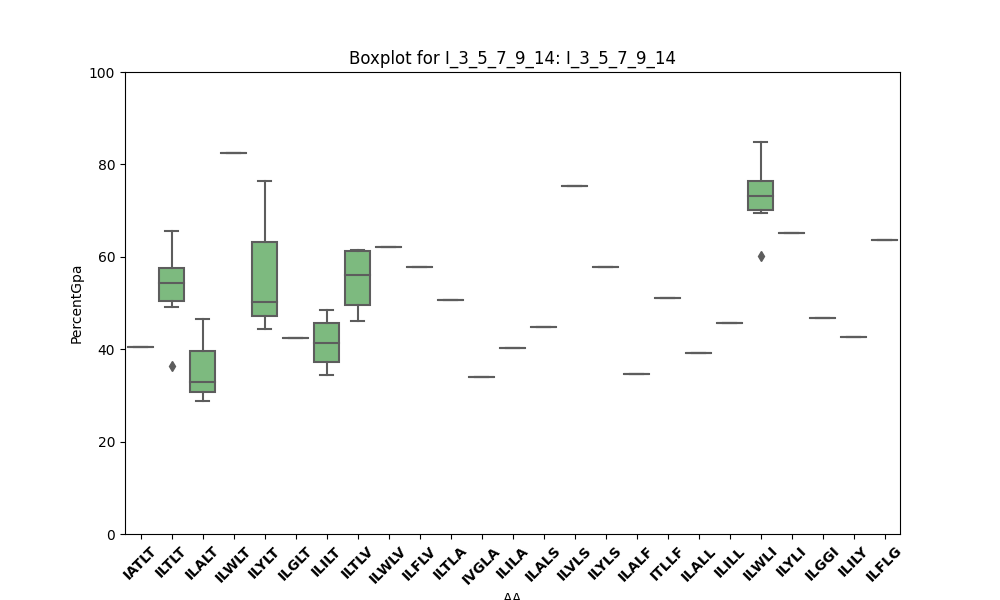 Boxplot for I_3_5_7_9_14: I_3_5_7_9_14
100
80
60
40
20
0
PercentGpa
IATLT ILTLT ILALT ILWLT ILYLT ILGLT ILILT ILTLV ILWLV ILFLV ILTLA IVGLA ILILA ILALS ILVLS ILYLS ILALF ITLLF ILALL ILILL ILWLI ILYLI ILGGI ILILY ILFLG
AA